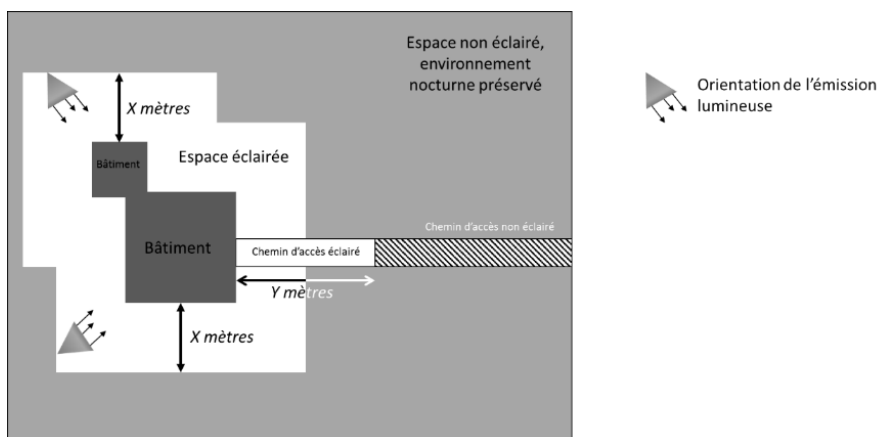 Espace non éclairé,
environnement
nocturne préservé
X mètres
Bâtiment
Espace éclairée
Chemin d'accès non éclairé
Bâtiment
Chemin d'accès éclairé
Y mètres
X mètres
Orientation de l'émission
lumineuse